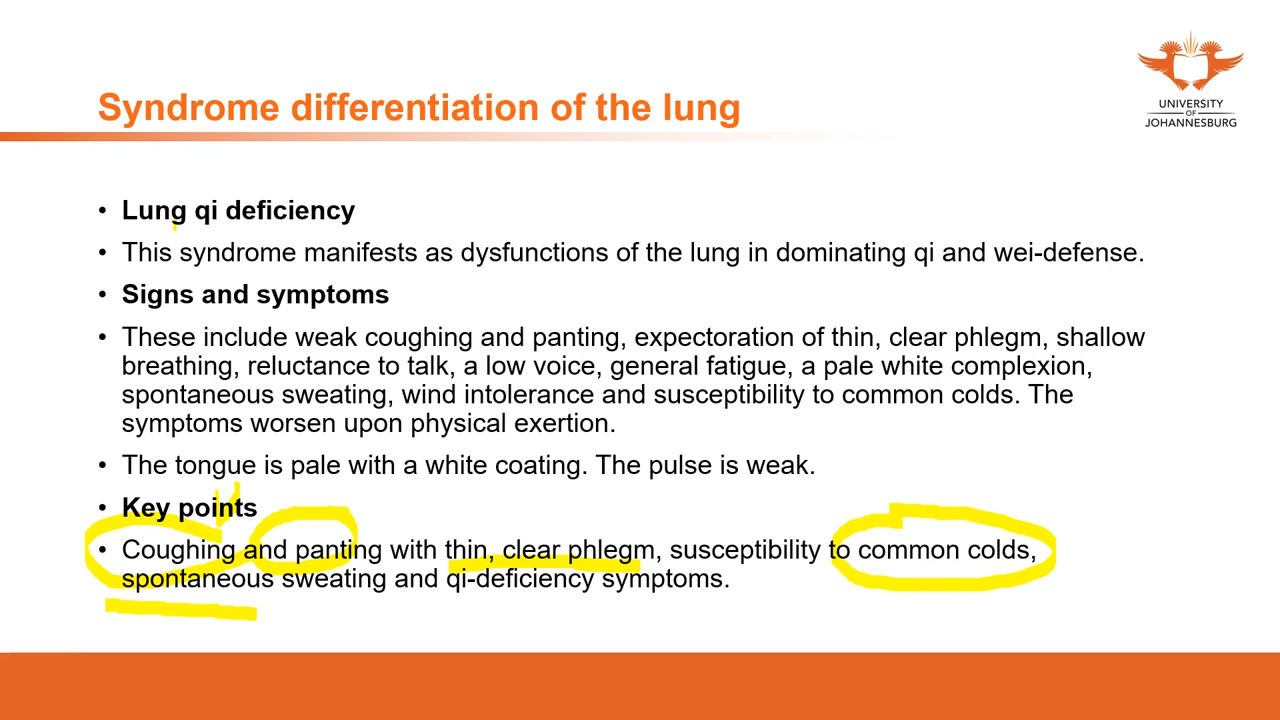 Syndrome differentiation of the lung
UNIVERSITY
OF
JOHANNESBURG
• Lung qi deficiency
• This syndrome manifests as dysfunctions of the lung in dominating qi and wei-defense.
• Signs and symptoms
• These include weak coughing and panting, expectoration of thin, clear phlegm, shallow
breathing, reluctance to talk, a low voice, general fatigue, a pale white complexion,
spontaneous sweating, wind intolerance and susceptibility to common colds. The
symptoms worsen upon physical exertion.
• The tongue is pale with a white coating. The pulse is weak.
• Key points
• Coughing and panting with thin, clear phlegm, susceptibility to common colds,
spontaneous sweating and qi-deficiency symptoms.